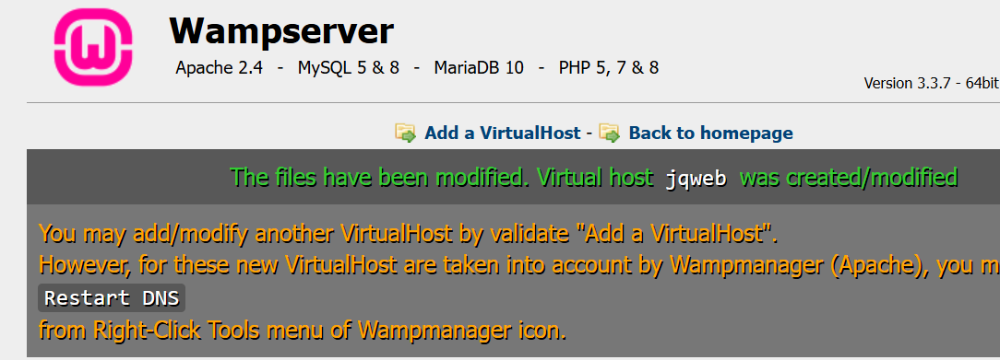 Wampserver
Apache 2.4 - MySQL 5 & 8 - MariaDB 10 - PHP 5, 7 & 8
Version 3.3.7 - 64bit
Add a VirtualHost - Back to homepage
The files have been modified. Virtual host jqweb was created/modified
You may add/modify another VirtualHost by validate "Add a VirtualHost".
However, for these new VirtualHost are taken into account by Wampmanager (Apache), you m
Restart DNS
from Right-Click Tools menu of Wampmanager icon.